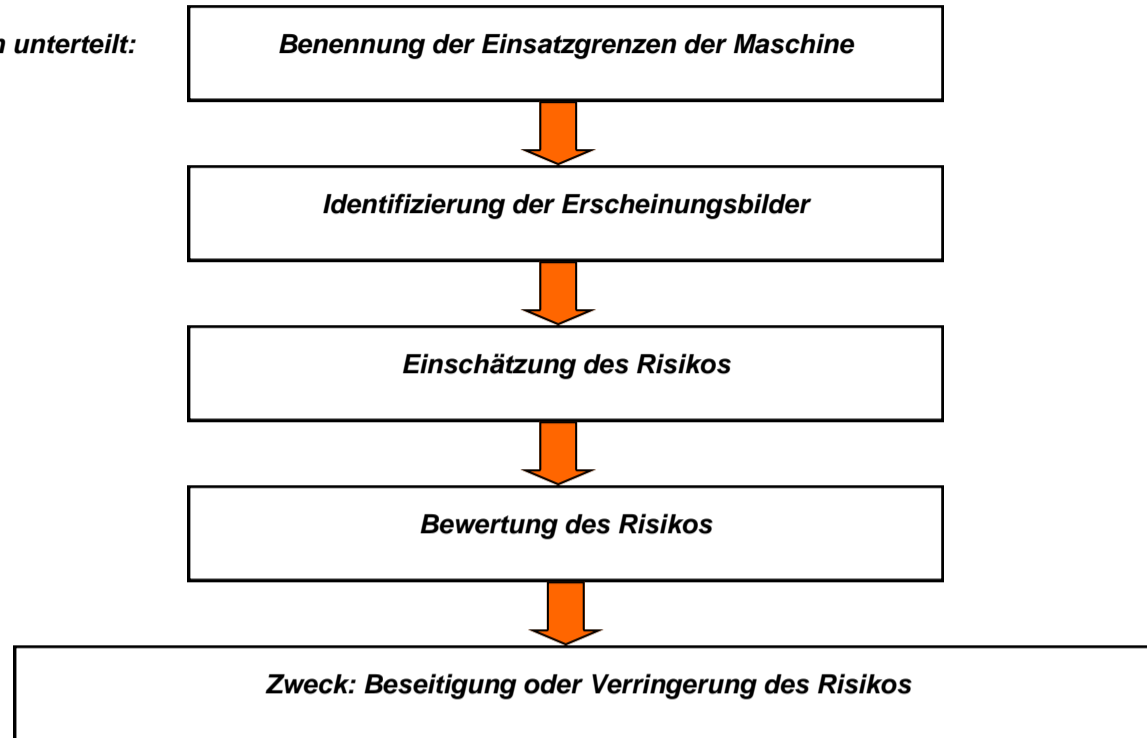 unterteilt:
Benennung der Einsatzgrenzen der Maschine
Identifizierung der Erscheinungsbilder
Einschätzung des Risikos
Bewertung des Risikos
Zweck: Beseitigung oder Verringerung des Risikos